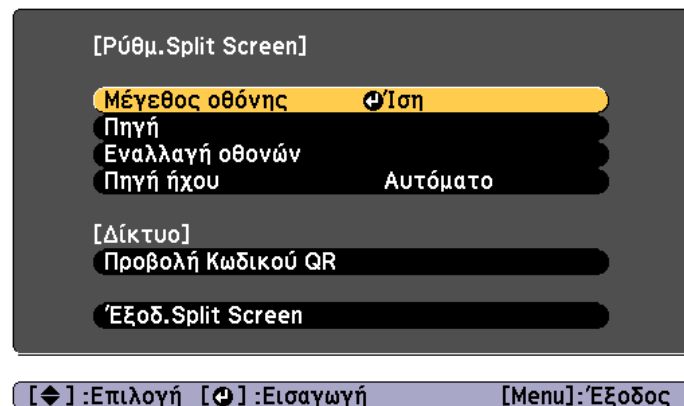 [Ρύθμ.Split Screen]
Μέγεθος οθόνης Ίση
Πηγή
Εναλλαγή οθονών
Πηγή ήχου Αυτόματο
[Δίκτυο]
Προβολή Κωδικού QR
Έξοδ.Split Screen
[ ] :Επιλογή [ ] :Εισαγωγή [Menu]:Έξοδος